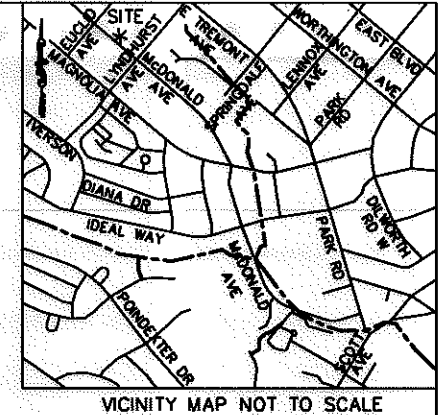 SITE
EUCLID AVE
LYNDHURST AVE
MAGNOLIA AVE
McDONALD AVE
E TREMONT AVE
SPRINGDALE AVE
WORTHINGTON AVE
LENNOX AVE
EAST BLVD
PARK RD
IVERSON
DIANA DR
IDEAL WAY
McDONALD AVE
PARK RD
DILWORTH RD W
POINDEXTER DR
SCOTT AVE
VICINITY MAP NOT TO SCALE